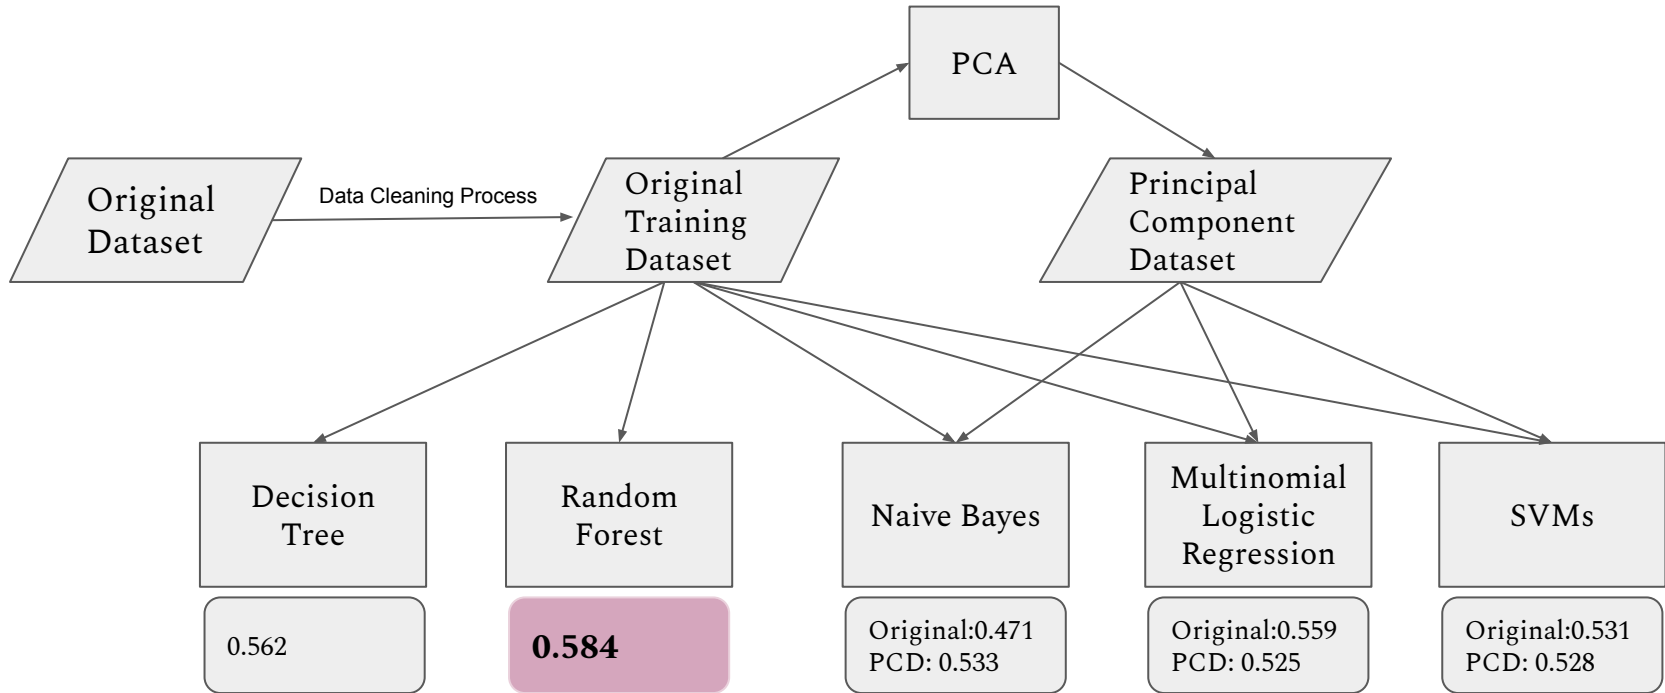 PCA
Original
Dataset
Data Cleaning Process
Original
Training
Dataset
Principal
Component
Dataset
Decision
Tree
Random
Forest
Naive Bayes
Multinomial
Logistic
Regression
SVMs
0.562
0.584
Original:0.471
PCD: 0.533
Original:0.559
PCD: 0.525
Original:0.531
PCD: 0.528